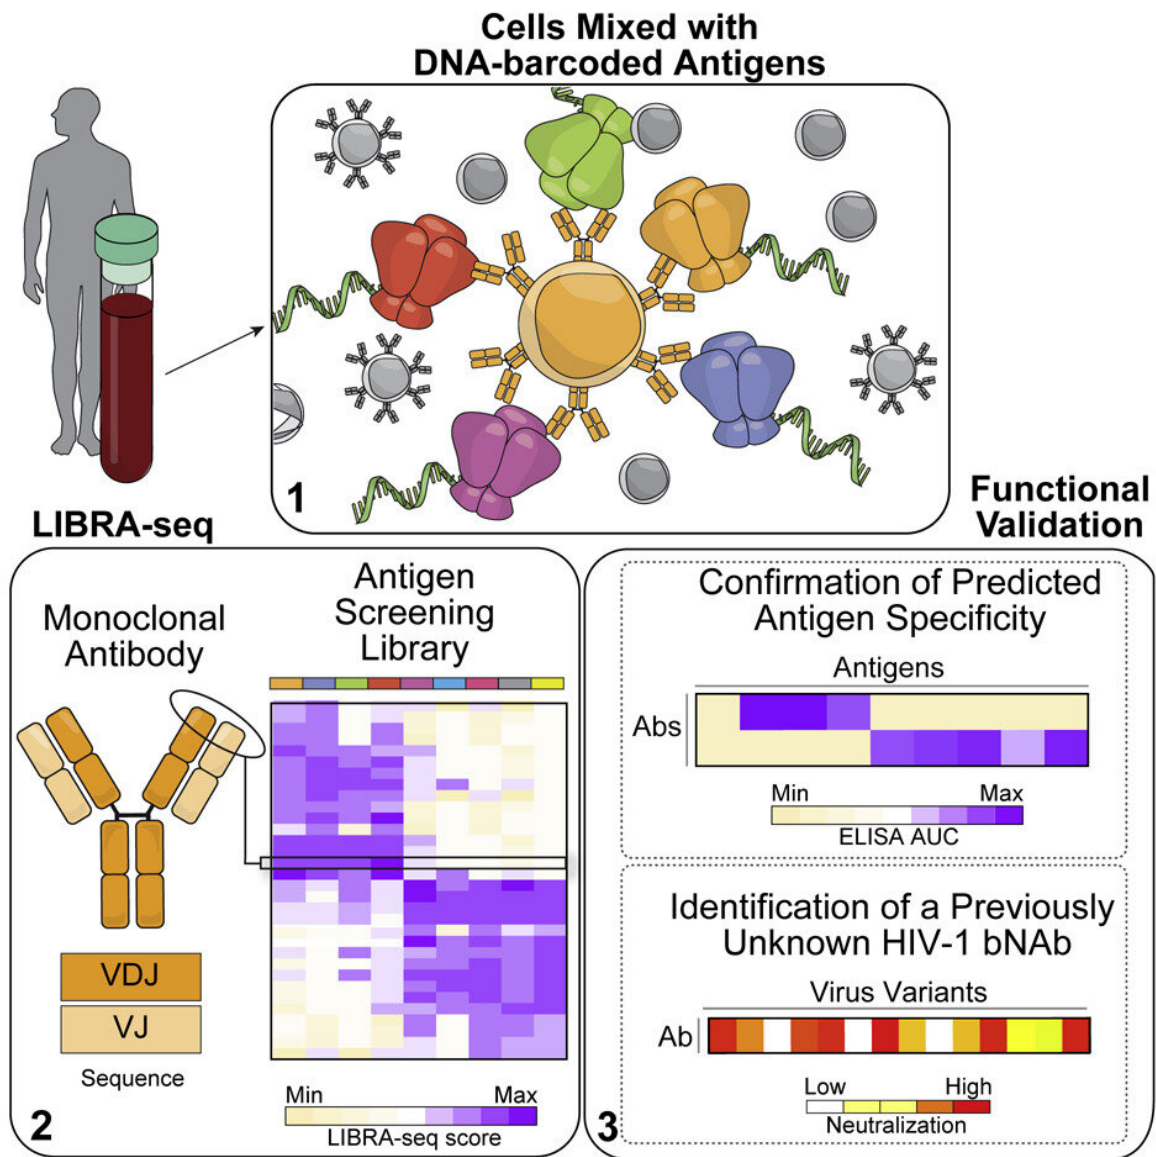 Cells Mixed with
DNA-barcoded Antigens
1
LIBRA-seq
Monoclonal
Antibody
Antigen
Screening
Library
VDJ
VJ
Sequence
Min Max
LIBRA-seq score
2
Functional
Validation
Confirmation of Predicted
Antigen Specificity
Antigens
Abs
Min Max
ELISA AUC
Identification of a Previously
Unknown HIV-1 bNAb
Virus Variants
Ab
Low High
Neutralization
3